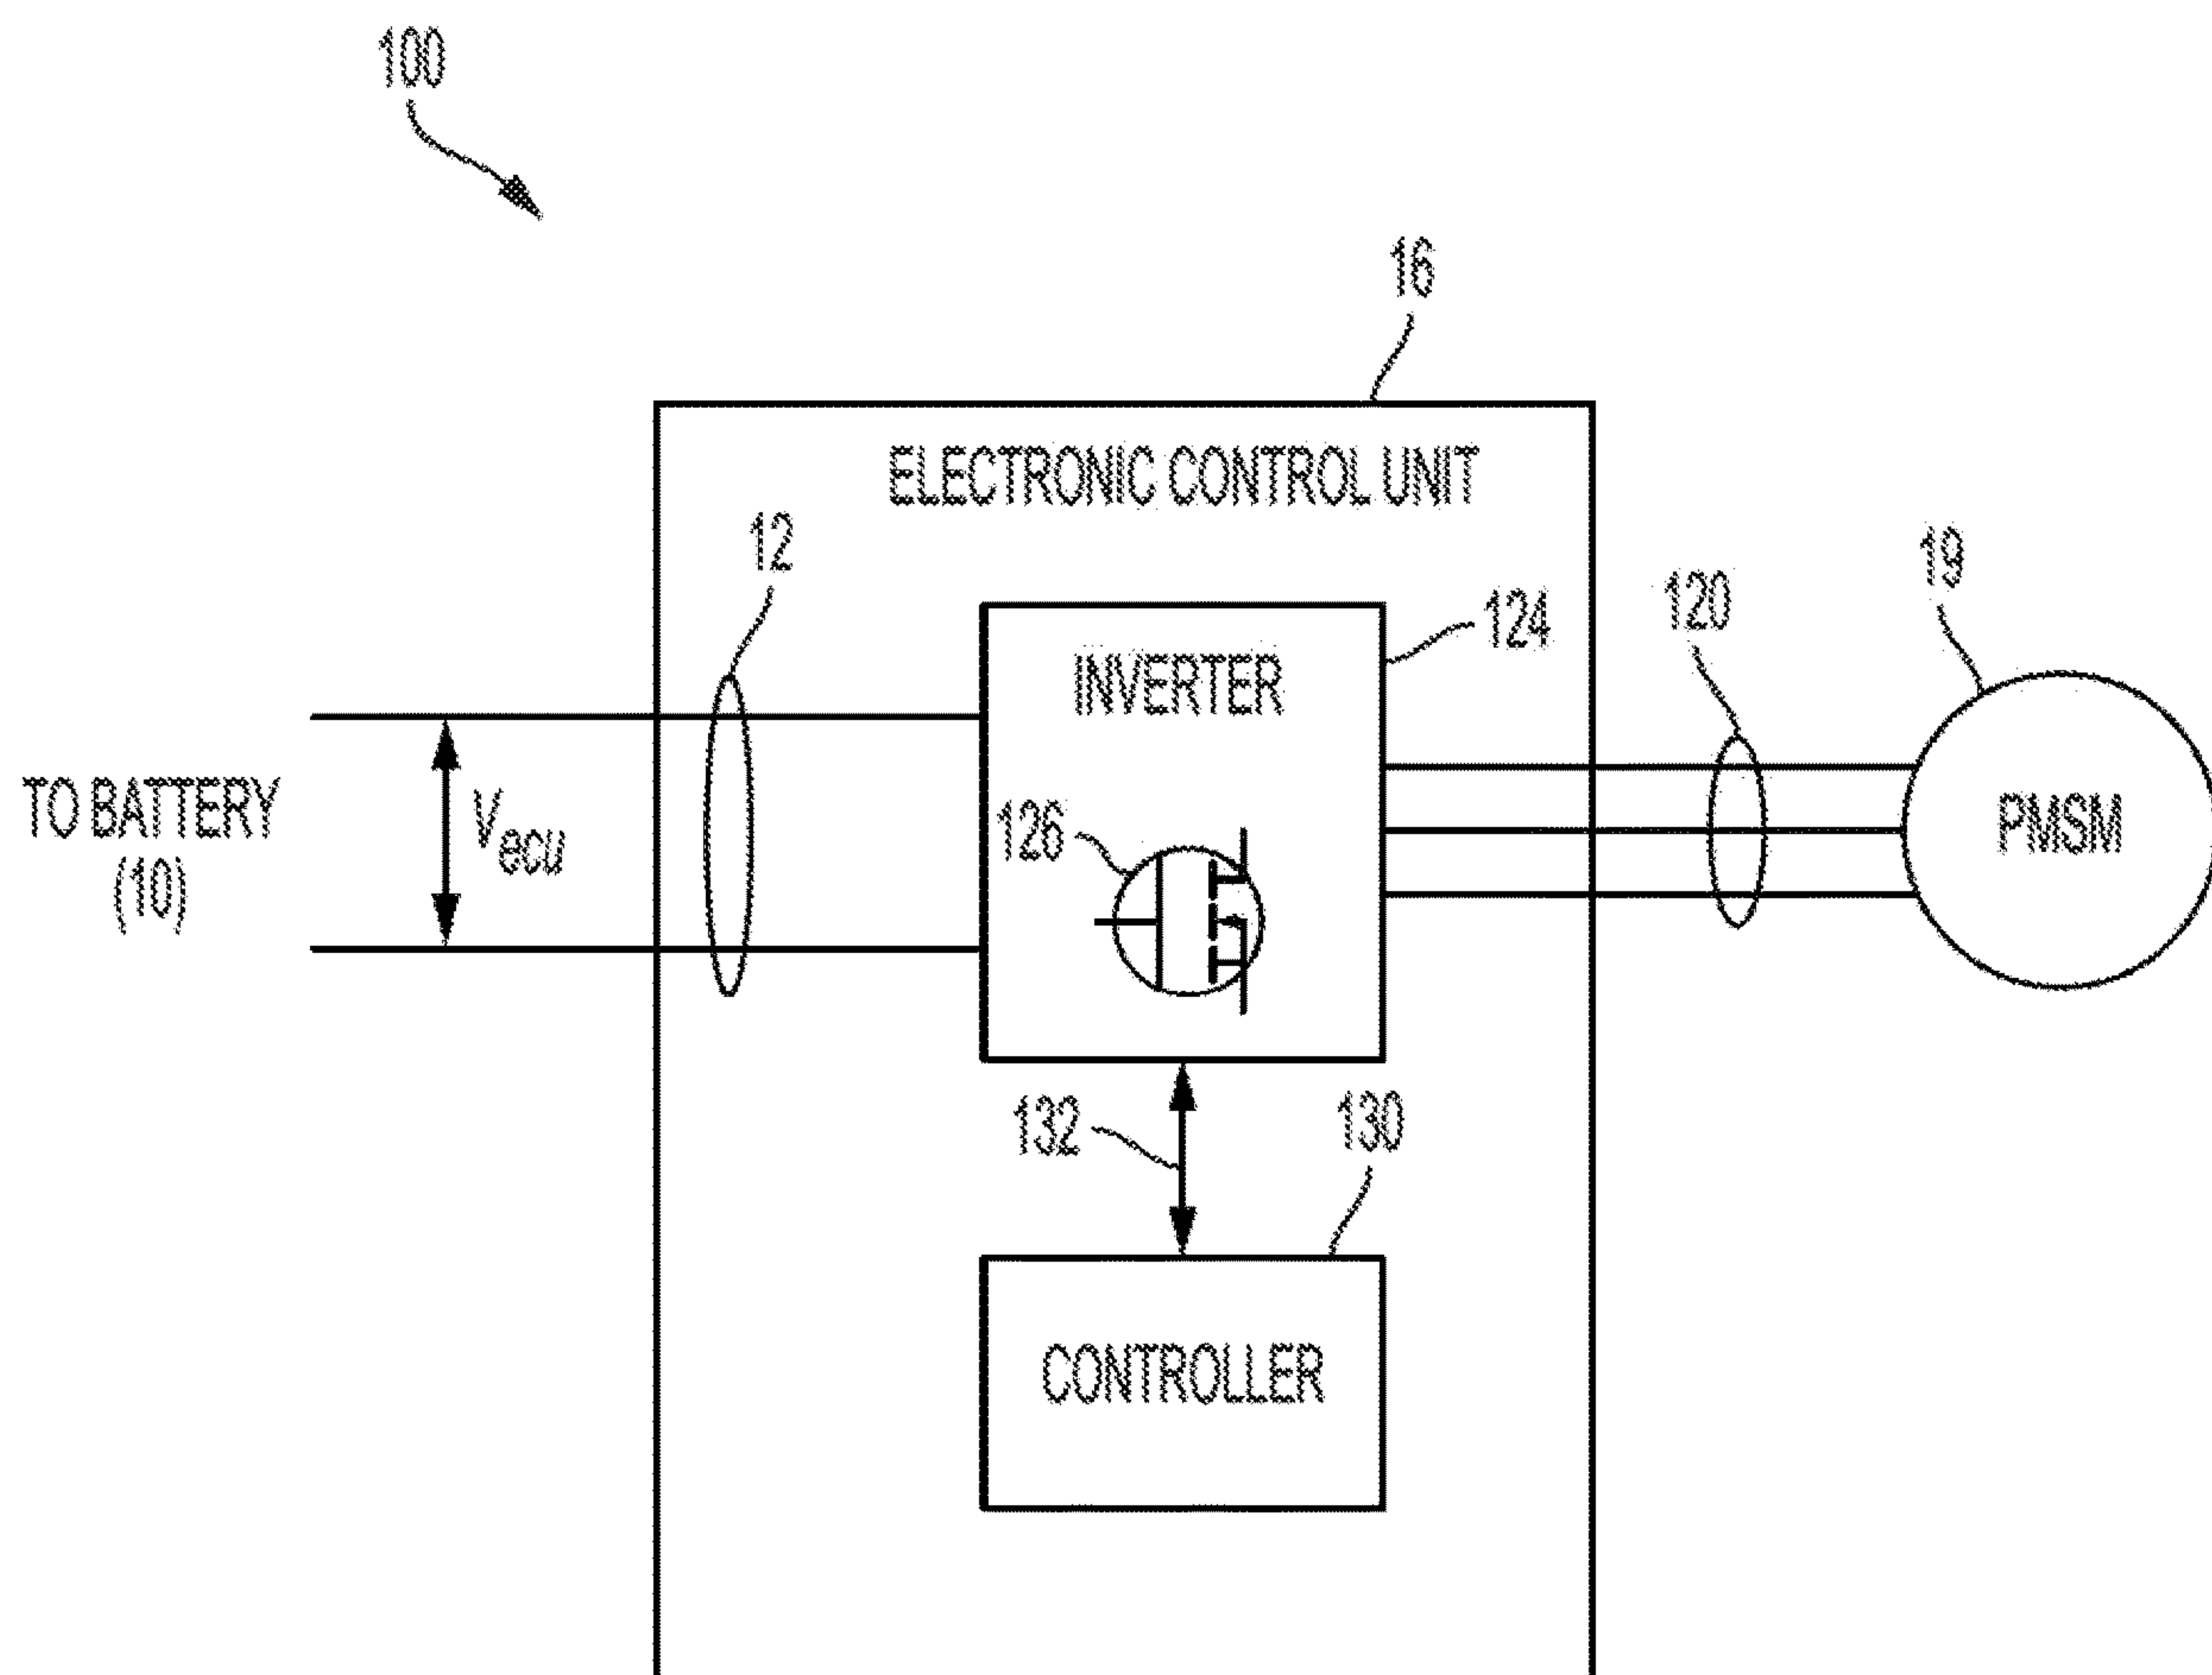 100
16
ELECTRONIC CONTROL UNIT
12
19
120
124
INVERTER
TO BATTERY
(10)
Vecu
126
PMSM
132
130
CONTROLLER